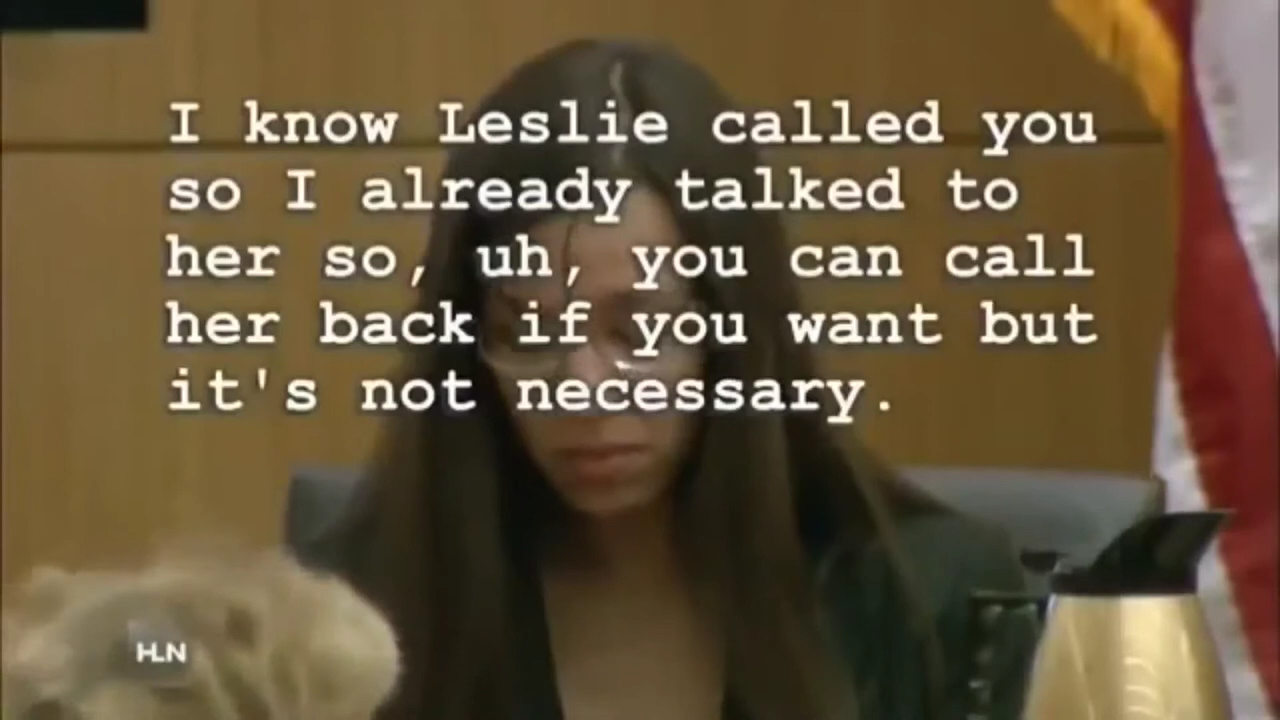 I know Leslie called you
so I already talked to
her so, uh, you can call
her back if you want but
it's not necessary.
HLN